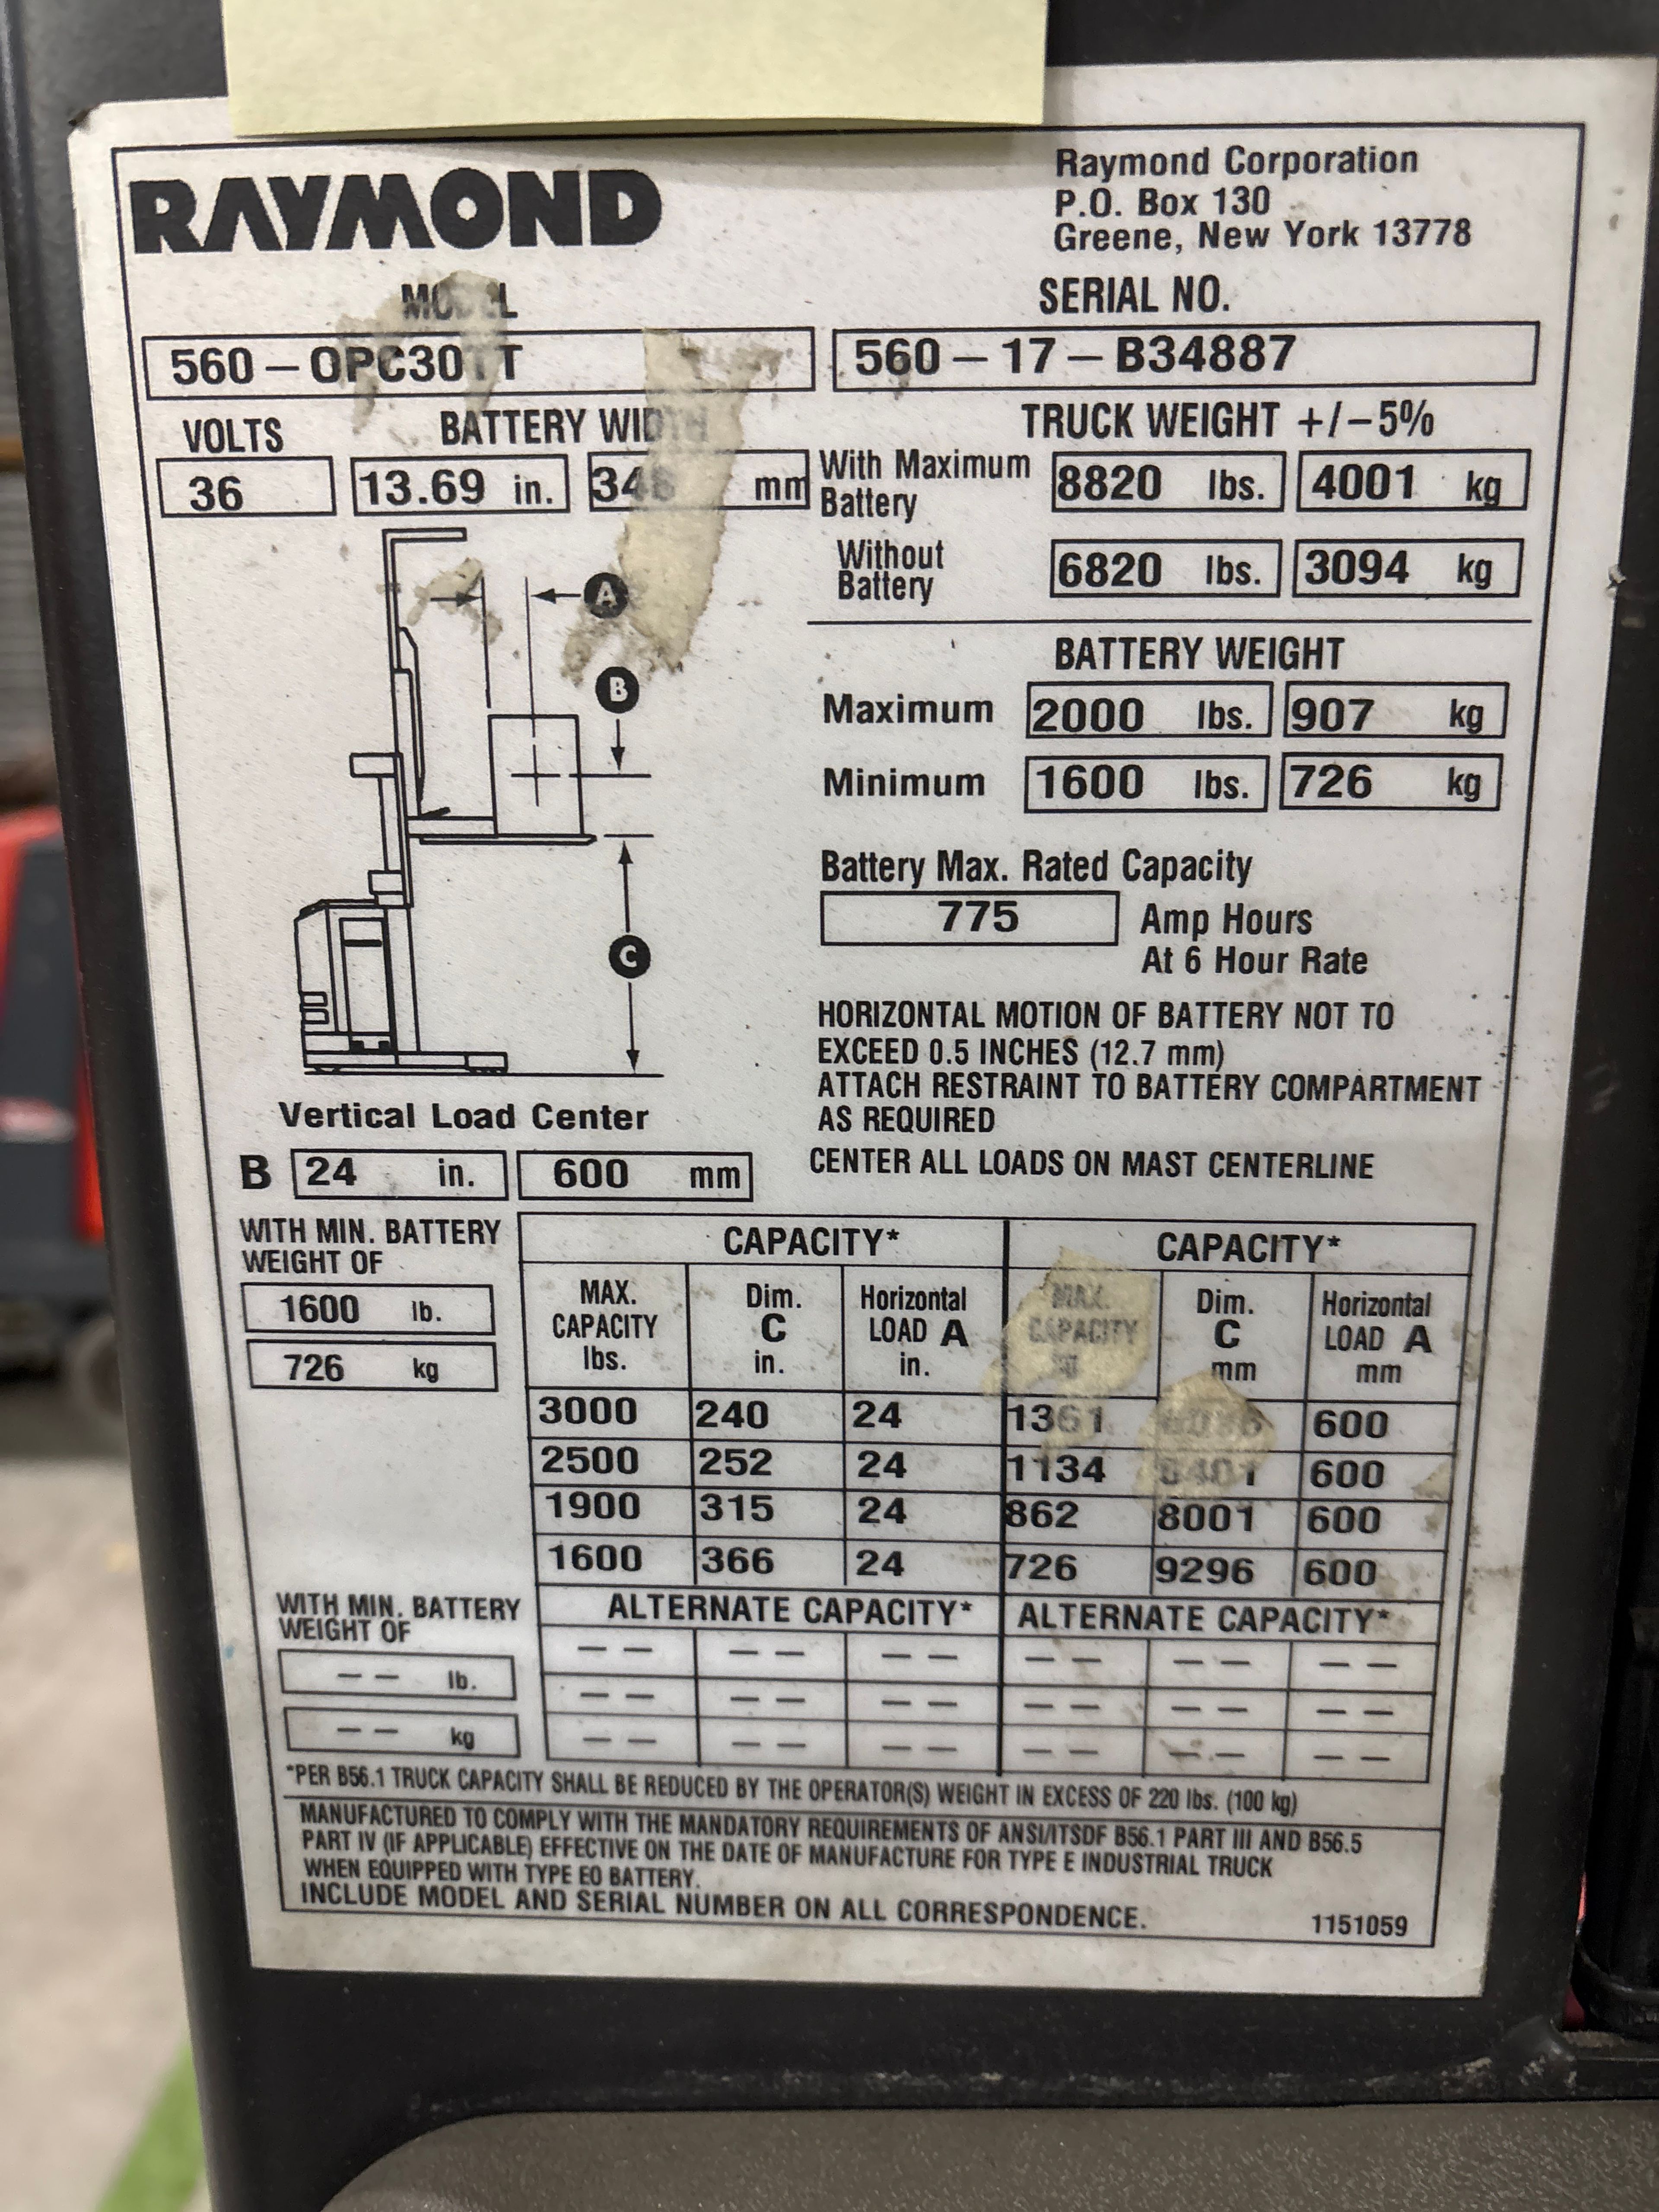 RAYMOND
Raymond Corporation
P.O. Box 130
Greene, New York 13778
MODEL
SERIAL NO.
560-OPC30TT
560-17-B34887
VOLTS
BATTERY WIDTH
TRUCK WEIGHT +/-5%
36
13.69 in.
mm
With Maximum
Battery
8820 lbs.
4001 kg
Without
Battery
6820 lbs.
3094 kg
A
B
C
BATTERY WEIGHT
Maximum
2000 lbs.
907 kg
Minimum
1600 lbs.
726 kg
Battery Max. Rated Capacity
775 Amp Hours
At 6 Hour Rate
HORIZONTAL MOTION OF BATTERY NOT TO
EXCEED 0.5 INCHES (12.7 mm)
ATTACH RESTRAINT TO BATTERY COMPARTMENT
AS REQUIRED
CENTER ALL LOADS ON MAST CENTERLINE
Vertical Load Center
B 24 in. 600 mm
WITH MIN. BATTERY
WEIGHT OF
1600 lb.
726 kg
CAPACITY* CAPACITY*
MAX.
CAPACITY
lbs.
Dim.
C
in.
Horizontal
LOAD A
in.
MAX.
CAPACITY
Dim.
C
mm
Horizontal
LOAD A
mm
3000 240 24 1361 600
2500 252 24 1134 600
1900 315 24 862 8001 600
1600 366 24 726 9296 600
WITH MIN. BATTERY
WEIGHT OF
-- lb.
-- kg
ALTERNATE CAPACITY* ALTERNATE CAPACITY*
-- -- -- -- -- --
-- -- -- -- -- --
-- -- -- -- -- --
*PER B56.1 TRUCK CAPACITY SHALL BE REDUCED BY THE OPERATOR(S) WEIGHT IN EXCESS OF 220 lbs. (100 kg)
MANUFACTURED TO COMPLY WITH THE MANDATORY REQUIREMENTS OF ANSI/ITSDF B56.1 PART III AND B56.5
PART IV (IF APPLICABLE) EFFECTIVE ON THE DATE OF MANUFACTURE FOR TYPE E INDUSTRIAL TRUCK
WHEN EQUIPPED WITH TYPE EO BATTERY.
INCLUDE MODEL AND SERIAL NUMBER ON ALL CORRESPONDENCE.
1151059